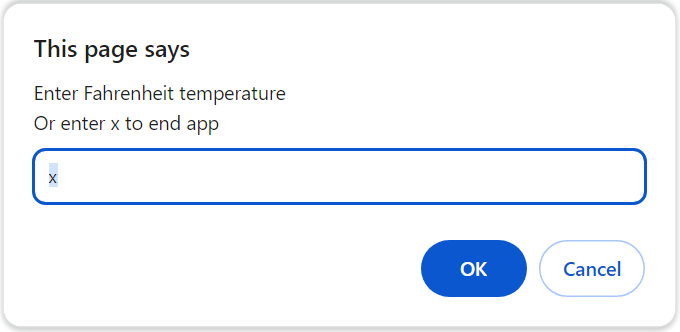 This page says
Enter Fahrenheit temperature
Or enter x to end app
x
OK
Cancel